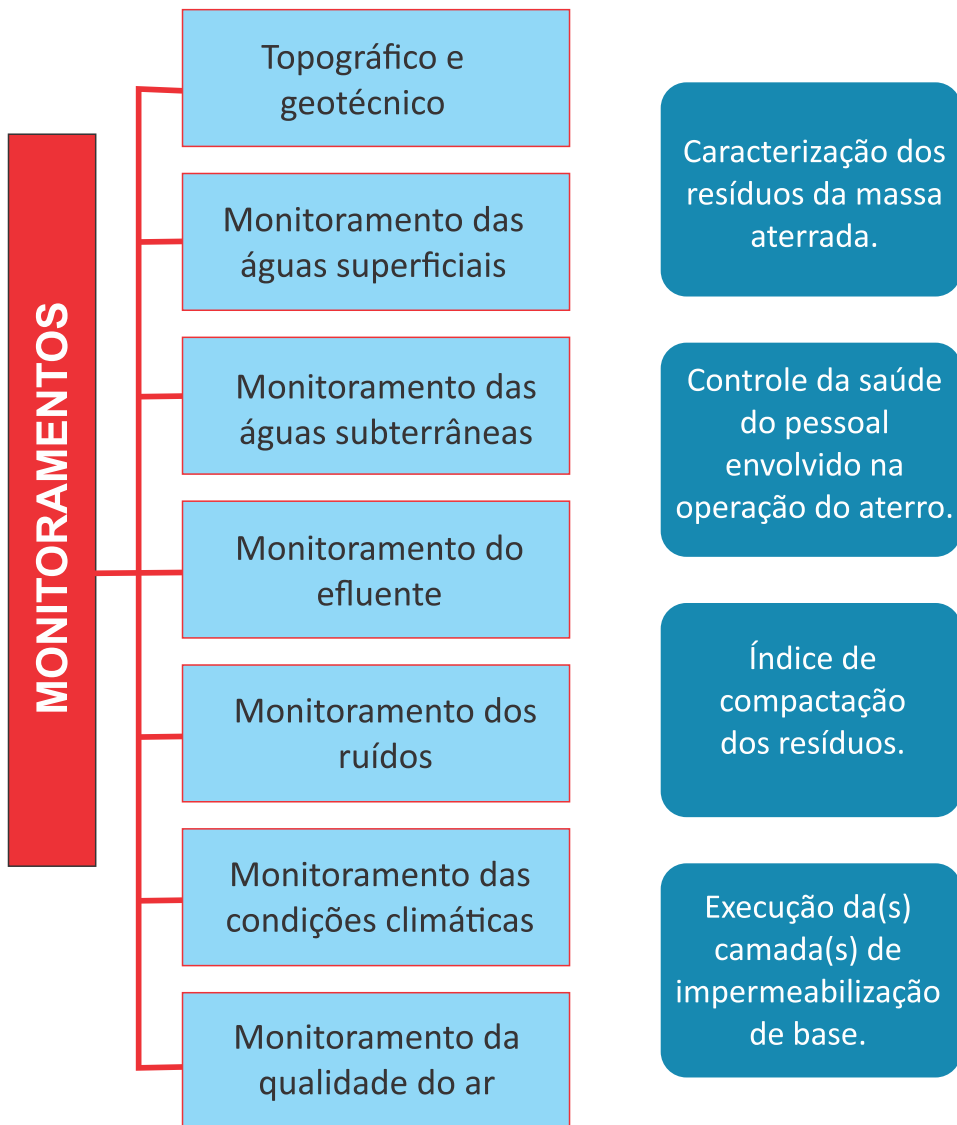 MONITORAMENTOS
Topográfico e
geotécnico
Monitoramento das
águas superficiais
Monitoramento das
águas subterrâneas
Monitoramento do
efluente
Monitoramento dos
ruídos
Monitoramento das
condições climáticas
Monitoramento da
qualidade do ar
Caracterização dos
resíduos da massa
aterrada.
Controle da saúde
do pessoal
envolvido na
operação do aterro.
Índice de
compactação
dos resíduos.
Execução da(s)
camada(s) de
impermeabilização
de base.